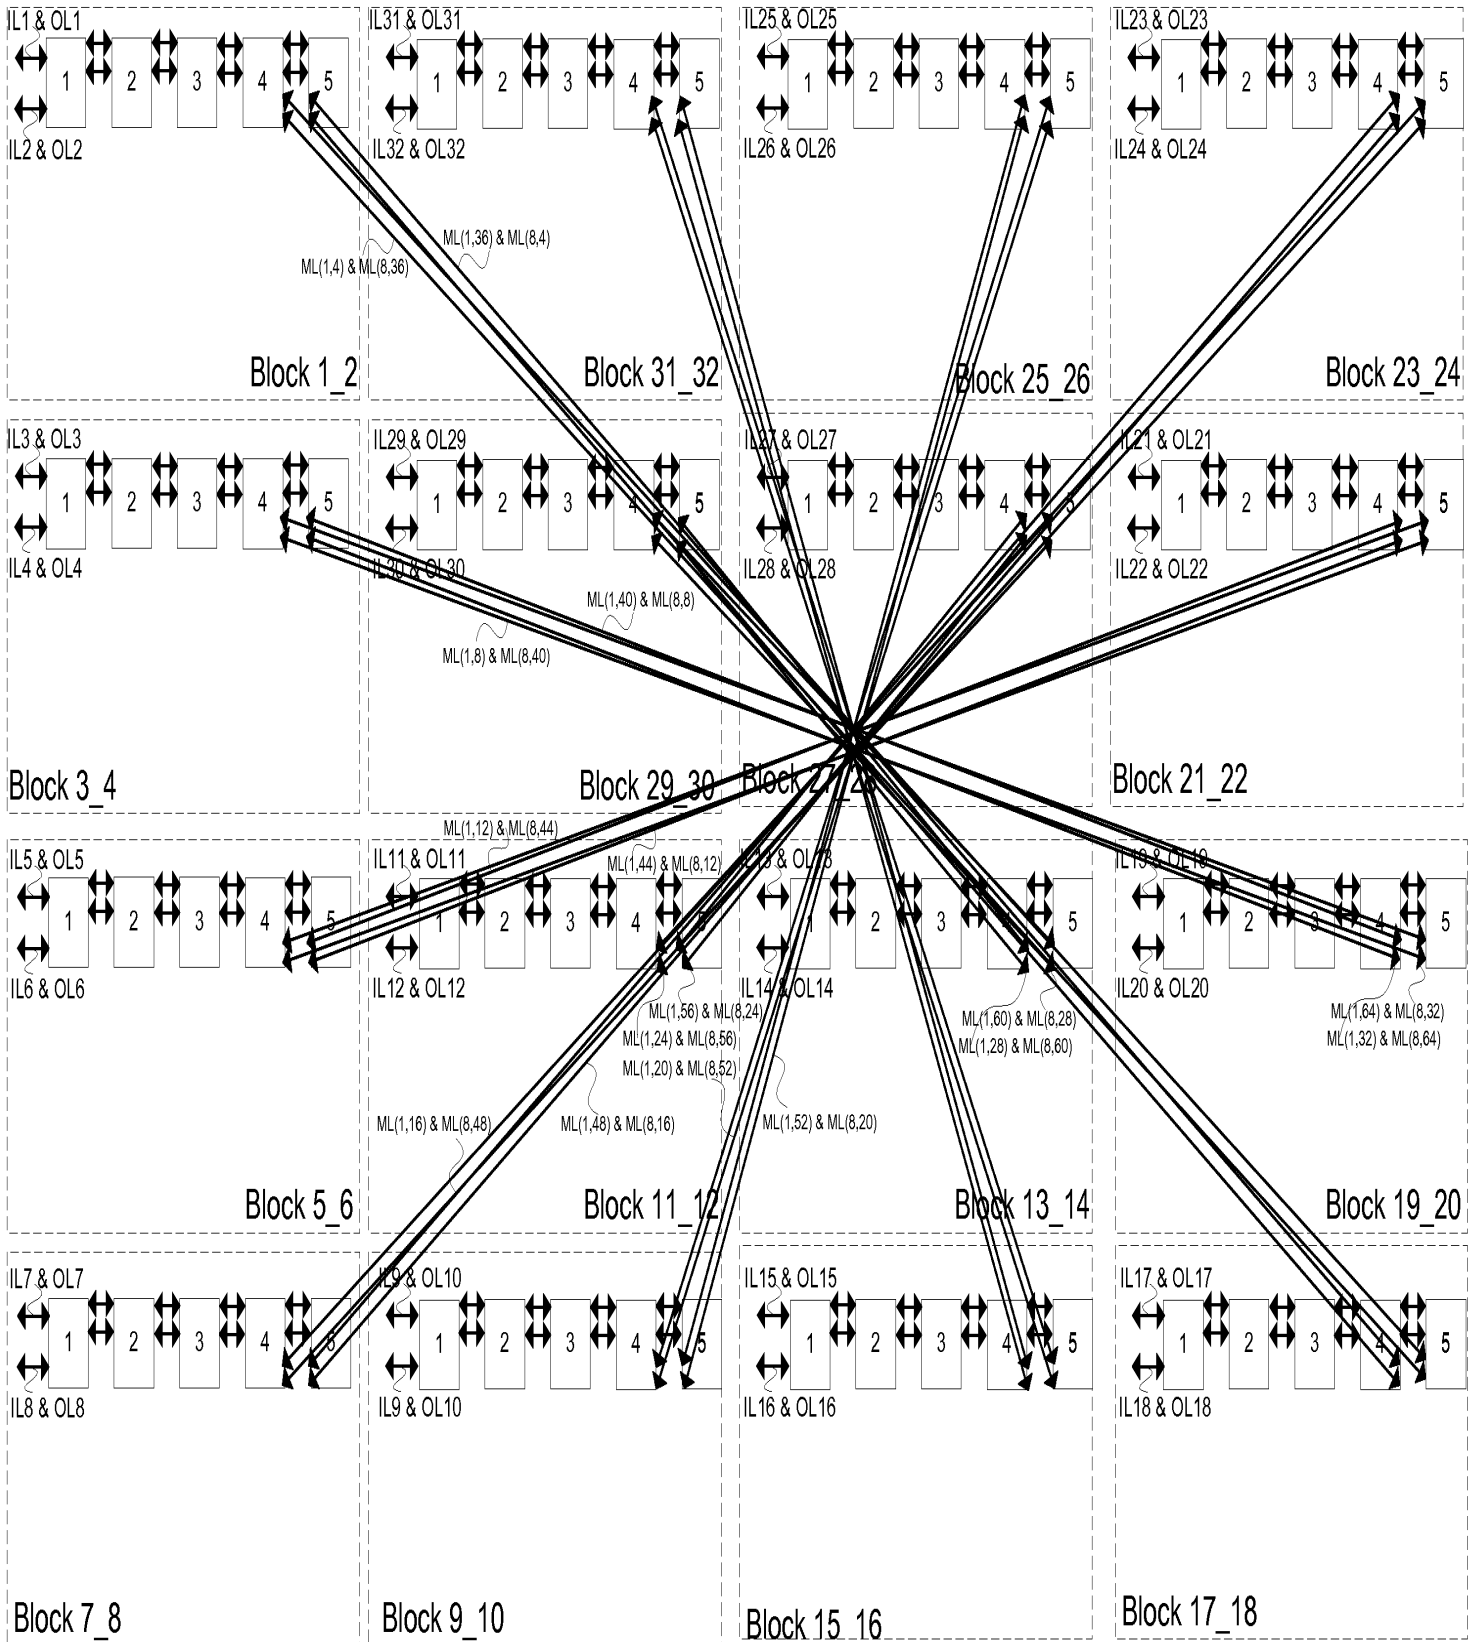 IL1 & OL1
IL31 & OL31
IL25 & OL25
IL23 & OL23
1 2 3 4 5
1 2 3 4 5
1 2 3 4 5
1 2 3 4 5
IL2 & OL2
IL32 & OL32
IL26 & OL26
IL24 & OL24
ML(1,36) & ML(8,4)
ML(1,4) & ML(8,36)
Block 1_2
Block 31_32
Block 25_26
Block 23_24
IL3 & OL3
IL29 & OL29
IL27 & OL27
IL21 & OL21
1 2 3 4 5
1 2 3 4 5
1 2 3 4 5
1 2 3 4 5
IL4 & OL4
IL30 & OL30
IL28 & OL28
IL22 & OL22
ML(1,40) & ML(8,8)
ML(1,8) & ML(8,40)
Block 3_4
Block 29_30
Block 27_28
Block 21_22
ML(1,12) & ML(8,44)
ML(1,44) & ML(8,12)
IL5 & OL5
IL11 & OL11
IL13 & OL13
IL19 & OL19
1 2 3 4 5
1 2 3 4 5
1 2 3 4 5
1 2 3 4 5
IL6 & OL6
IL12 & OL12
IL14 & OL14
IL20 & OL20
ML(1,56) & ML(8,24)
ML(1,60) & ML(8,28)
ML(1,64) & ML(8,32)
ML(1,24) & ML(8,56)
ML(1,28) & ML(8,60)
ML(1,32) & ML(8,64)
ML(1,20) & ML(8,52)
ML(1,16) & ML(8,48)
ML(1,48) & ML(8,16)
ML(1,52) & ML(8,20)
Block 5_6
Block 11_12
Block 13_14
Block 19_20
IL7 & OL7
IL9 & OL10
IL15 & OL15
IL17 & OL17
1 2 3 4 5
1 2 3 4 5
1 2 3 4 5
1 2 3 4 5
IL8 & OL8
IL9 & OL10
IL16 & OL16
IL18 & OL18
Block 7_8
Block 9_10
Block 15_16
Block 17_18